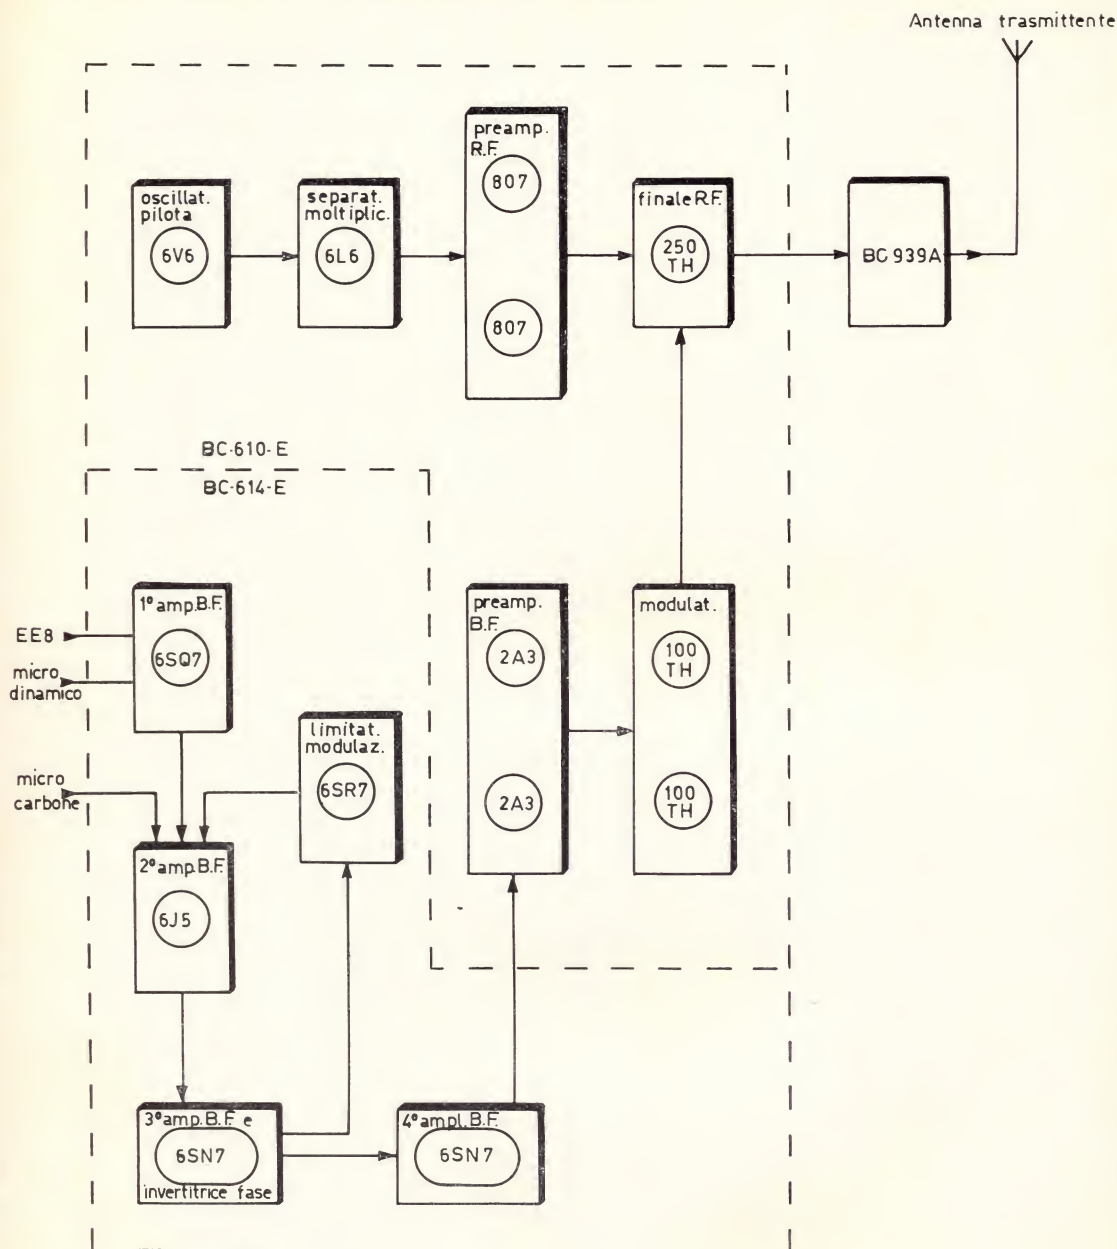 Antenna trasmittente
oscillat.
pilota
6V6
separat.
moltiplic.
6L6
preamp.
R.F.
807
807
finale R.F.
250
TH
BC 939A
BC-610-E
BC-614-E
1° amp. B.F.
6SQ7
EE8
micro
dinamico
micro
carbone
limitat.
modulaz.
6SR7
2° amp. B.F.
6J5
preamp.
B.F.
2A3
2A3
modulat.
100
TH
100
TH
3° amp. B.F. e
6SN7
invertitrice fase
4° ampl. B.F.
6SN7